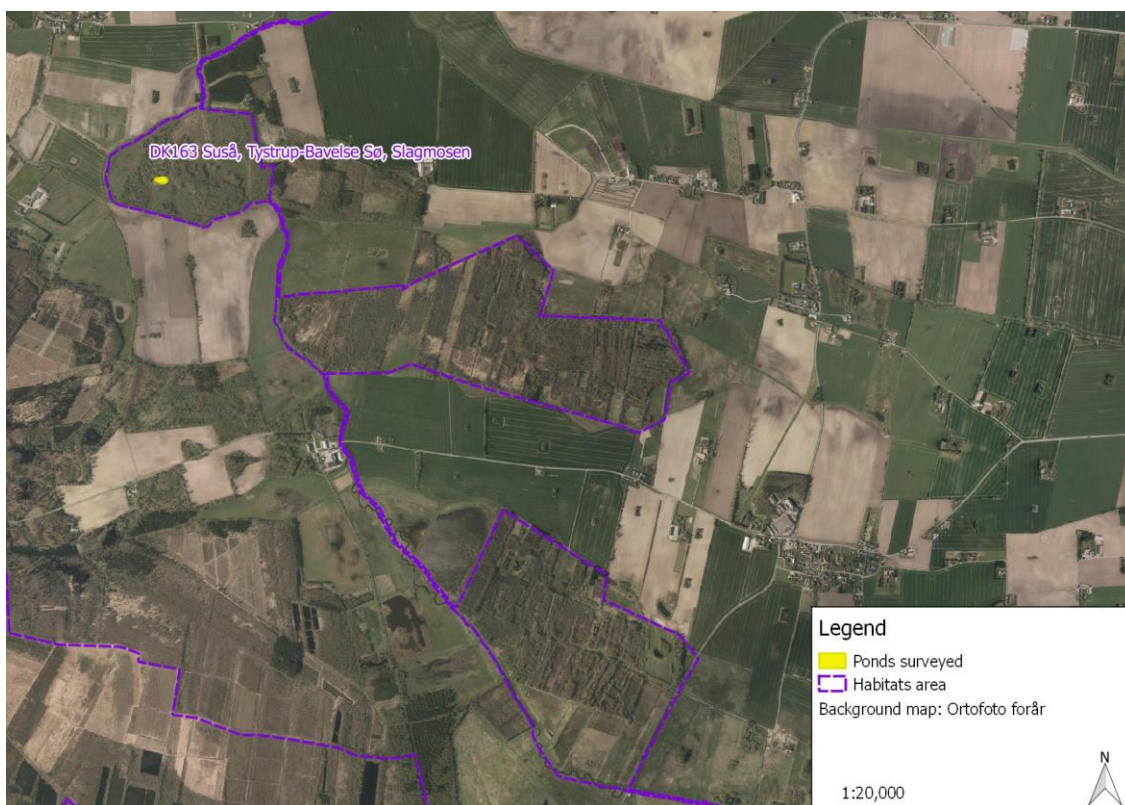 DK163 Suså, Tystrup-Bavelse Sø, Slagmosen
Legend
Ponds surveyed
Habitats area
Background map: Ortofoto forår
1:20,000
N